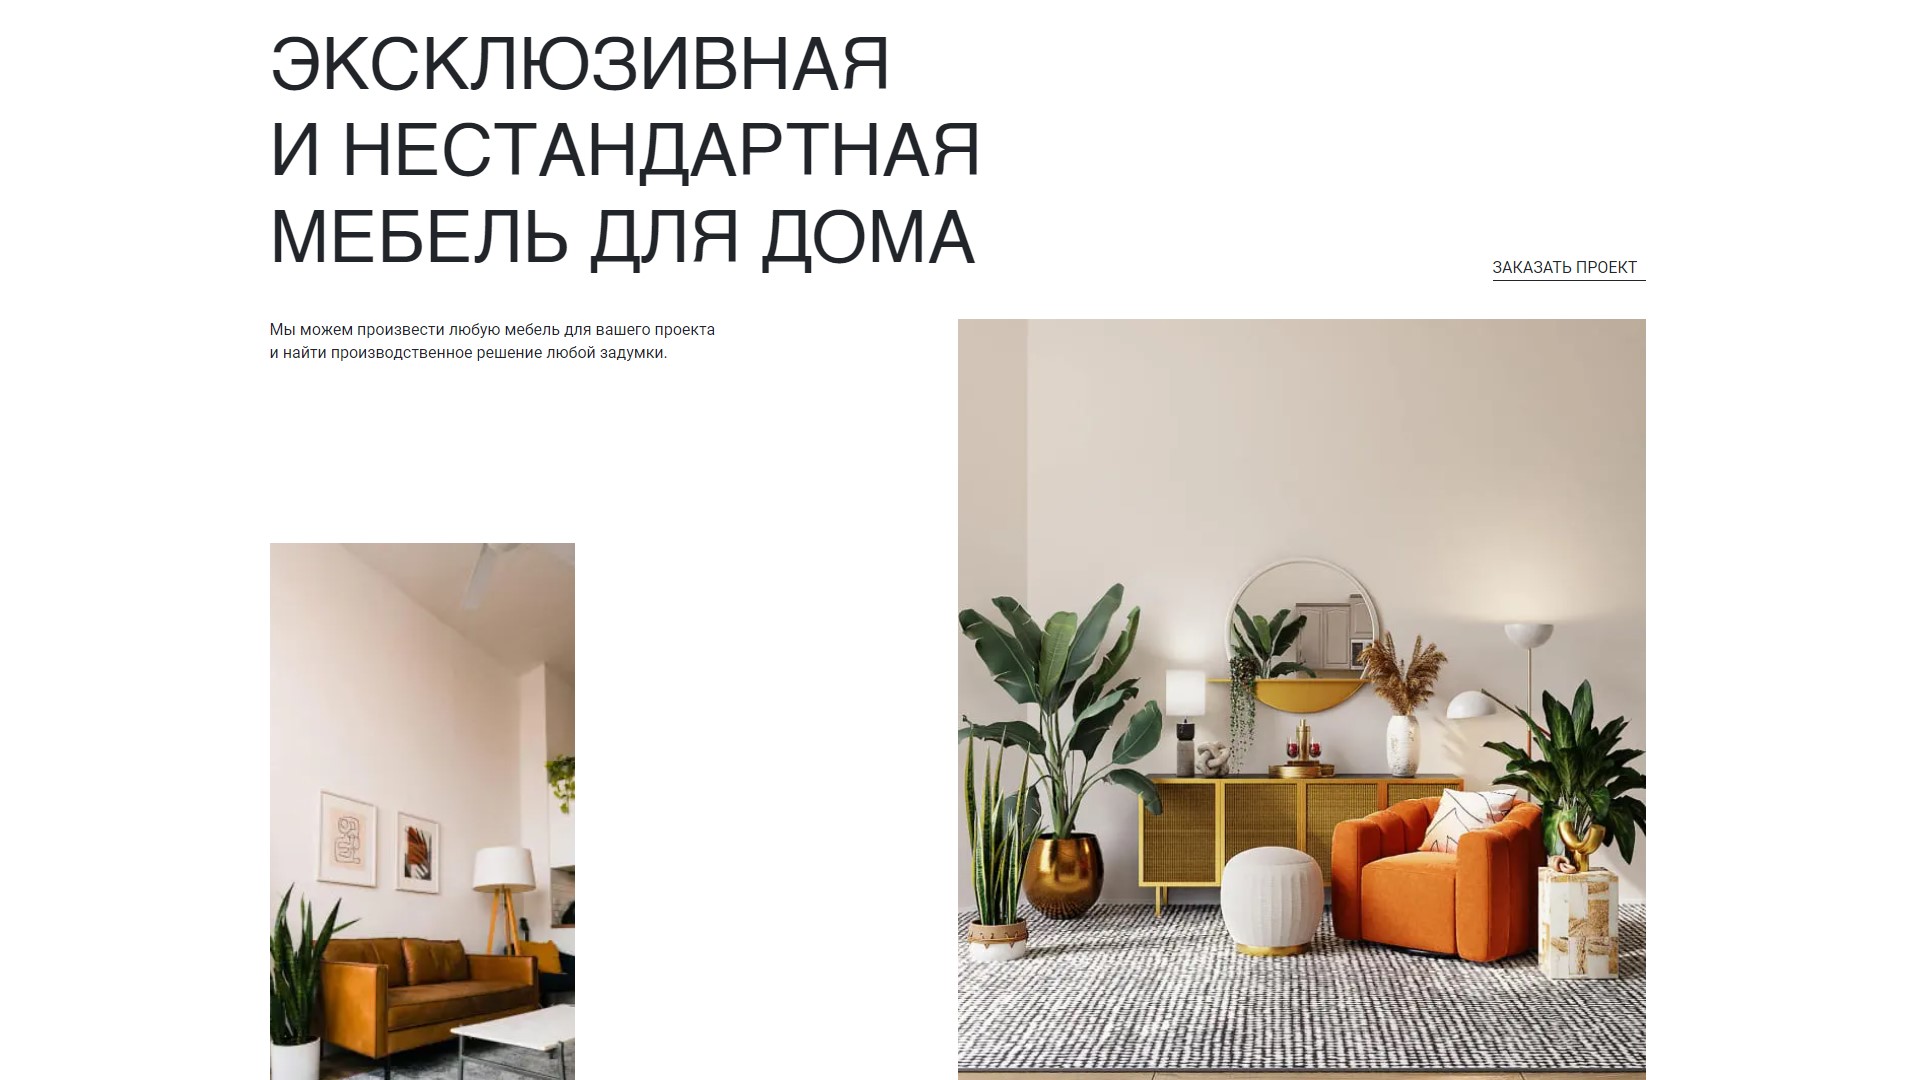 ЭКСКЛЮЗИВНАЯ
И НЕСТАНДАРТНАЯ
МЕБЕЛЬ ДЛЯ ДОМА
ЗАКАЗАТЬ ПРОЕКТ
Мы можем произвести любую мебель для вашего проекта
и найти производственное решение любой задумки.